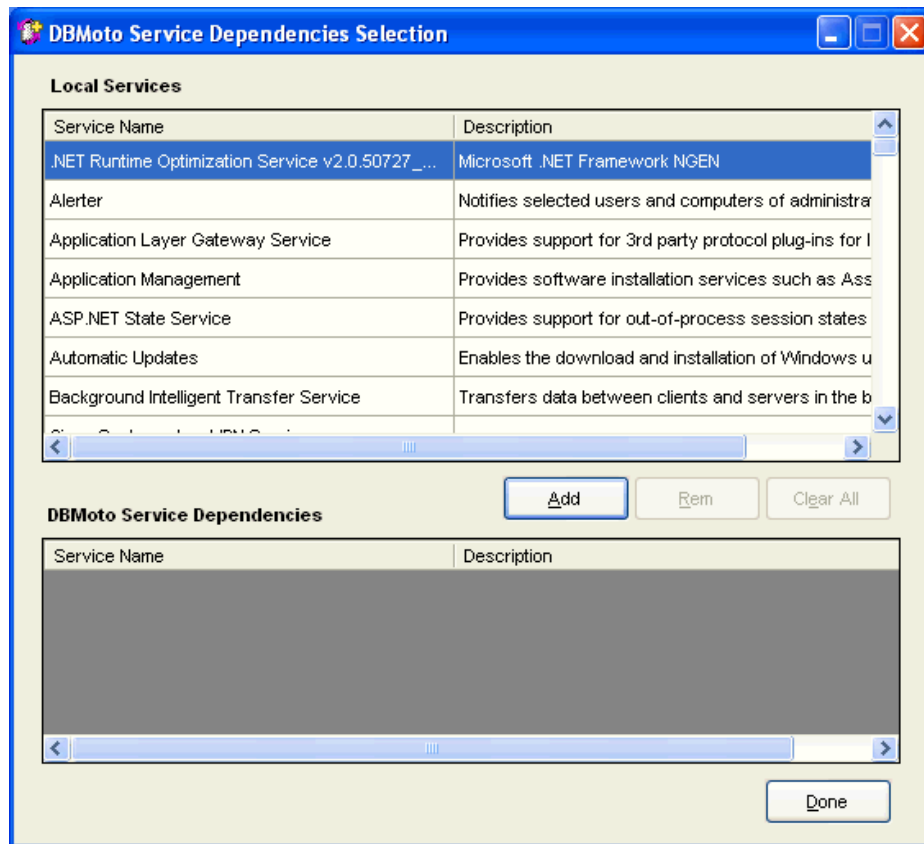 DBMoto Service Dependencies Selection
Local Services
Service Name Description
.NET Runtime Optimization Service v2.0.50727_... Microsoft .NET Framework NGEN
Alerter Notifies selected users and computers of administra
Application Layer Gateway Service Provides support for 3rd party protocol plug-ins for I
Application Management Provides software installation services such as Ass
ASP.NET State Service Provides support for out-of-process session states
Automatic Updates Enables the download and installation of Windows u
Background Intelligent Transfer Service Transfers data between clients and servers in the b
Add Rem Clear All
DBMoto Service Dependencies
Service Name Description
Done